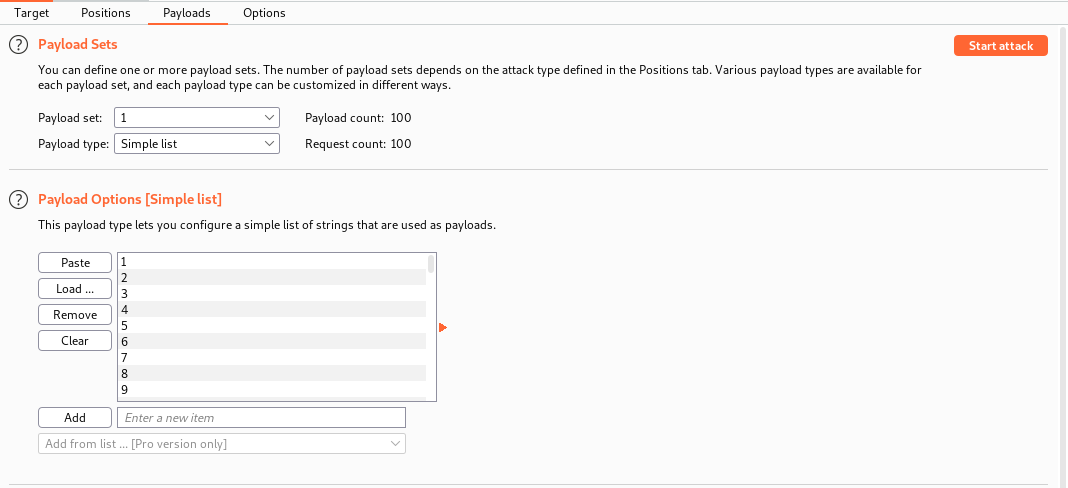 Target Positions Payloads Options
? Payload Sets Start attack
You can define one or more payload sets. The number of payload sets depends on the attack type defined in the Positions tab. Various payload types are available for
each payload set, and each payload type can be customized in different ways.
Payload set: 1 Payload count: 100
Payload type: Simple list Request count: 100
? Payload Options [Simple list]
This payload type lets you configure a simple list of strings that are used as payloads.
Paste
Load ...
Remove
Clear
1
2
3
4
5
6
7
8
9
Add Enter a new item
Add from list ... [Pro version only]